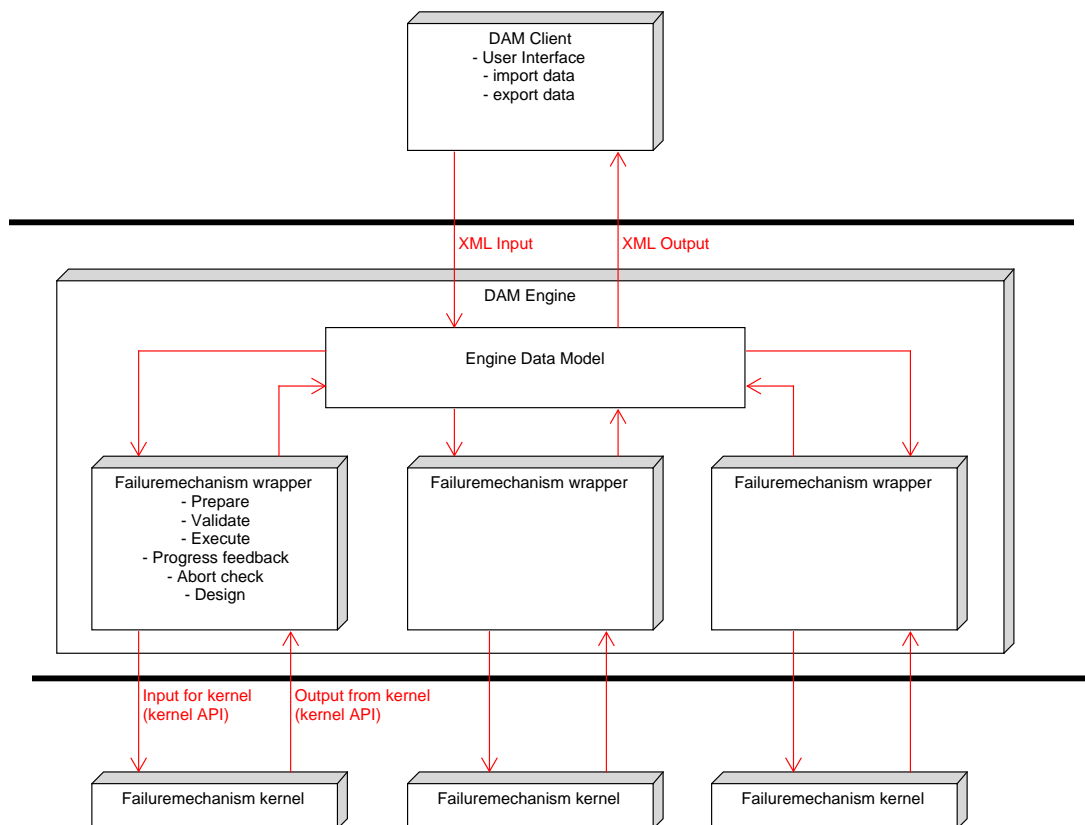 DAM Client
- User Interface
- import data
- export data
XML Input
XML Output
DAM Engine
Engine Data Model
Failuremechanism wrapper
- Prepare
- Validate
- Execute
- Progress feedback
- Abort check
- Design
Failuremechanism wrapper
Failuremechanism wrapper
Input for kernel
(kernel API)
Output from kernel
(kernel API)
Failuremechanism kernel
Failuremechanism kernel
Failuremechanism kernel